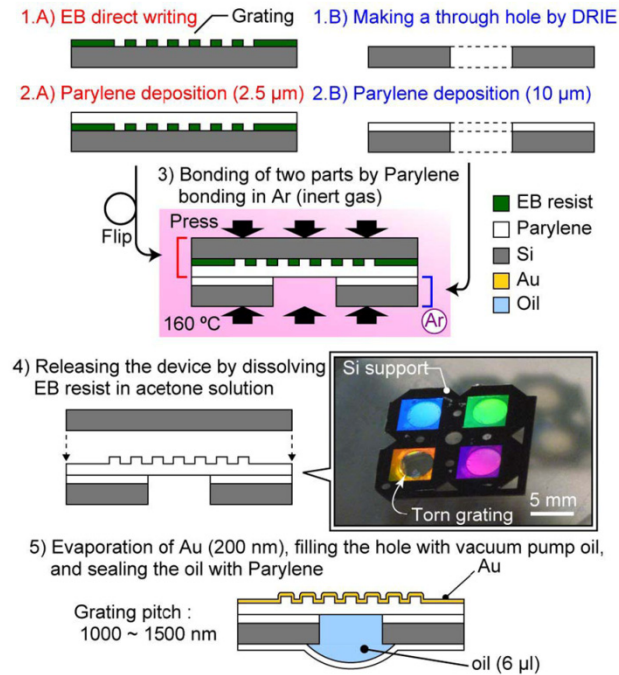 1.A) EB direct writing
Grating
1.B) Making a through hole by DRIE
2.A) Parylene deposition (2.5 µm)
2.B) Parylene deposition (10 µm)
3) Bonding of two parts by Parylene
bonding in Ar (inert gas)
Flip
Press
160 ºC
Ar
EB resist
Parylene
Si
Au
Oil
4) Releasing the device by dissolving
EB resist in acetone solution
Si support
Torn grating
5 mm
5) Evaporation of Au (200 nm), filling the hole with vacuum pump oil,
and sealing the oil with Parylene
Au
Grating pitch :
1000 ~ 1500 nm
oil (6 µl)